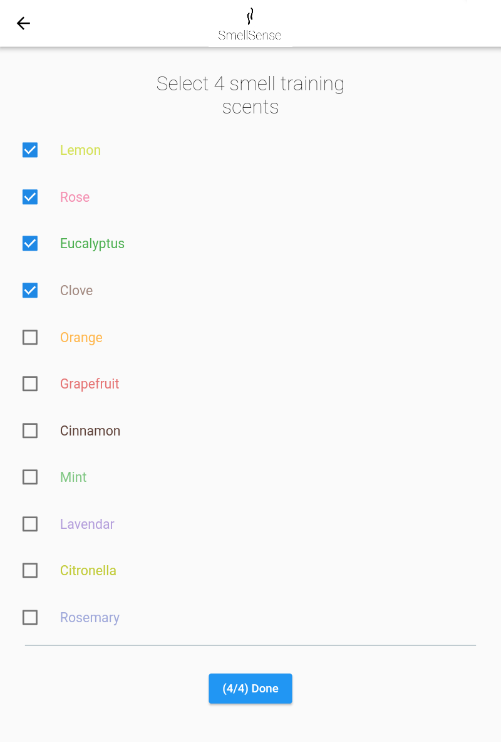 SmellSense
Select 4 smell training
scents
Lemon
Rose
Eucalyptus
Clove
Orange
Grapefruit
Cinnamon
Mint
Lavendar
Citronella
Rosemary
(4/4) Done